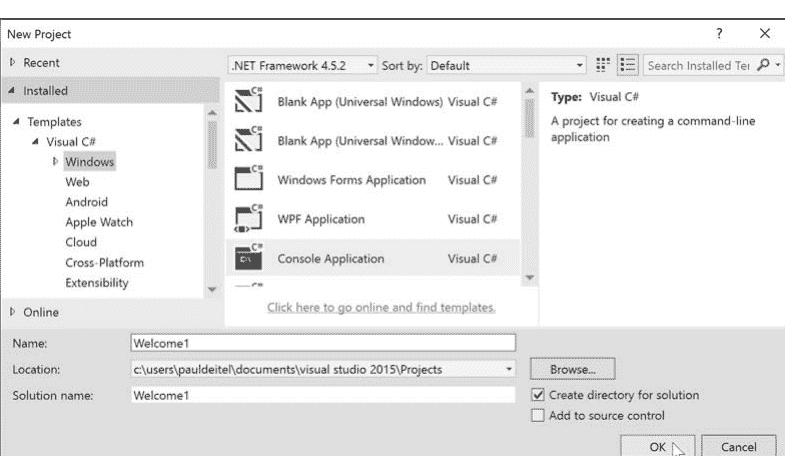 New Project ? ×
Recent
.NET Framework 4.5.2 Sort by: Default
Search Installed Ter
Installed
Templates
Visual C#
Windows
Web
Android
Apple Watch
Cloud
Cross-Platform
Extensibility
Online
C# Blank App (Universal Windows) Visual C#
C# Blank App (Universal Window... Visual C#
C# Windows Forms Application Visual C#
C# WPF Application Visual C#
C# Console Application Visual C#
Click here to go online and find templates.
Type: Visual C#
A project for creating a command-line
application
Name: Welcome1
Location: c:\users\pauldeitel\documents\visual studio 2015\Projects
Browse...
Solution name: Welcome1
Create directory for solution
Add to source control
OK Cancel